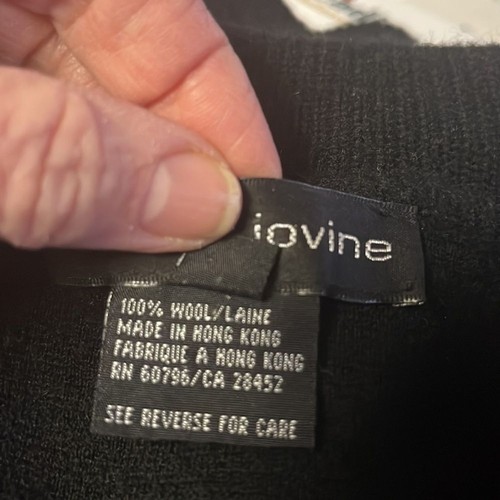 iovine
100% WOOL/LAINE
MADE IN HONG KONG
FABRIQUE A HONG KONG
RN 60796/CA 28452
SEE REVERSE FOR CARE